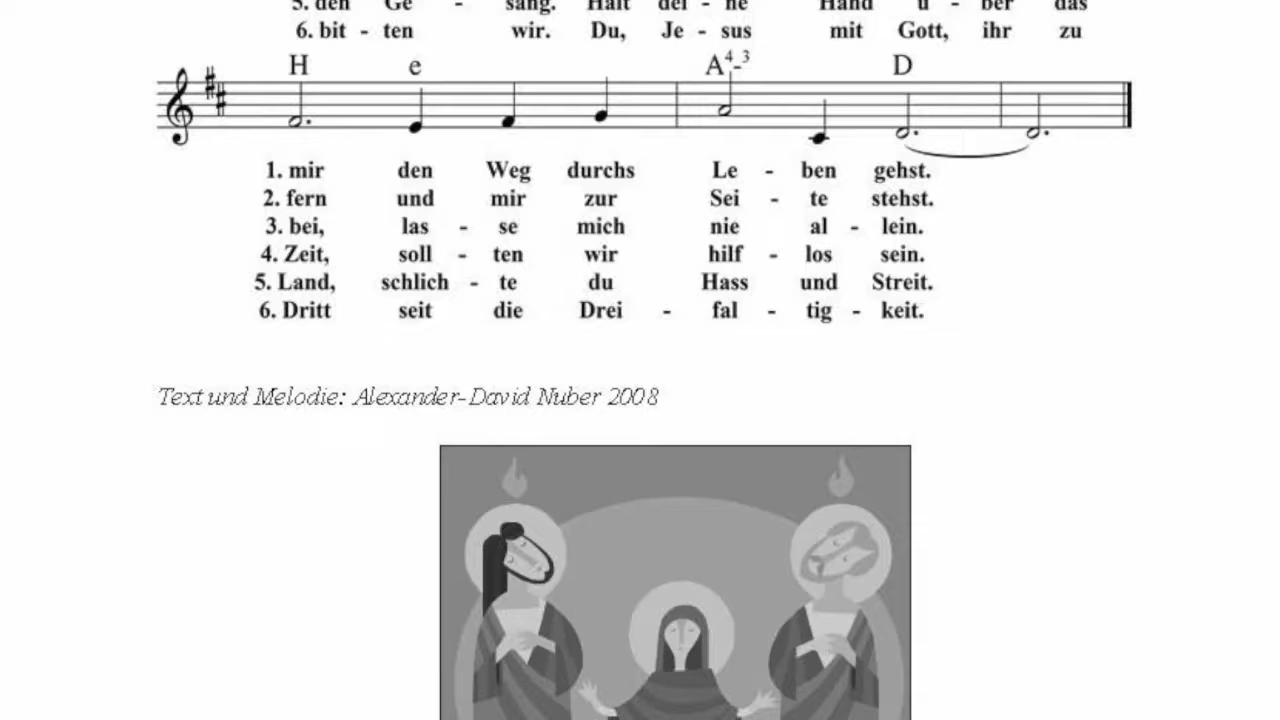 5. den Ge - sang. Halt dei - ne Hand ü - ber das
6. bit - ten wir. Du, Je - sus mit Gott, ihr zu
H e A4-3 D
1. mir den Weg durchs Le - ben gehst.
2. fern und mir zur Sei - te stehst.
3. bei, las - se mich nie al - lein.
4. Zeit, soll - ten wir hilf - los sein.
5. Land, schlich - te du Hass und Streit.
6. Dritt seit die Drei - fal - tig - keit.
Text und Melodie: Alexander-David Nuber 2008